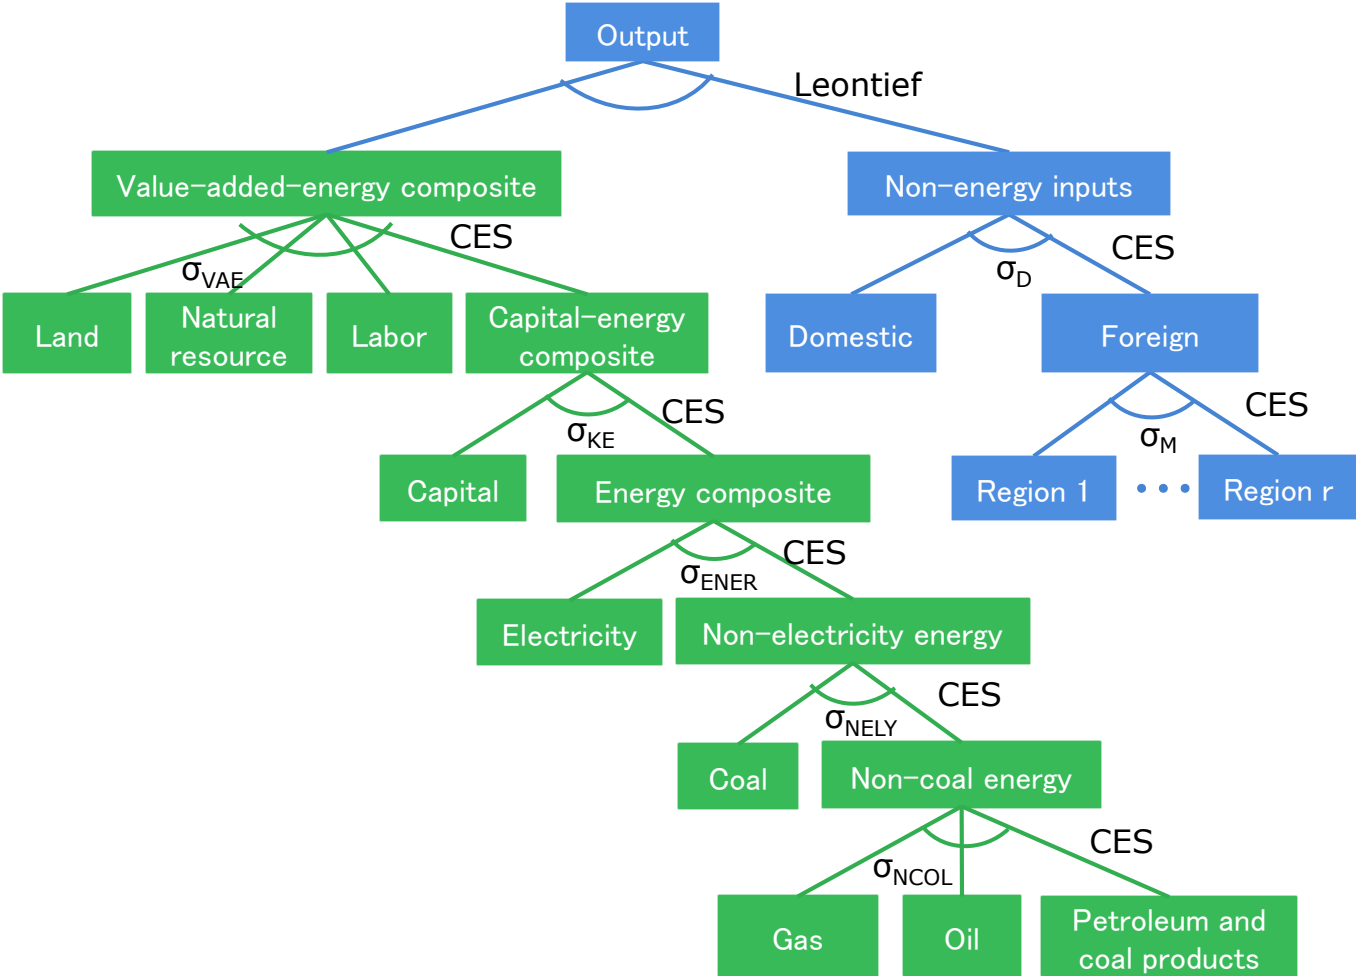 Output
Leontief
Value-added-energy composite
Non-energy inputs
CES
CES
σVAE
σD
Land
Natural
resource
Labor
Capital-energy
composite
Domestic
Foreign
CES
CES
σKE
σM
Capital
Energy composite
Region 1
•••
Region r
CES
σENER
Electricity
Non-electricity energy
CES
σNELY
Coal
Non-coal energy
CES
σNCOL
Gas
Oil
Petroleum and
coal products